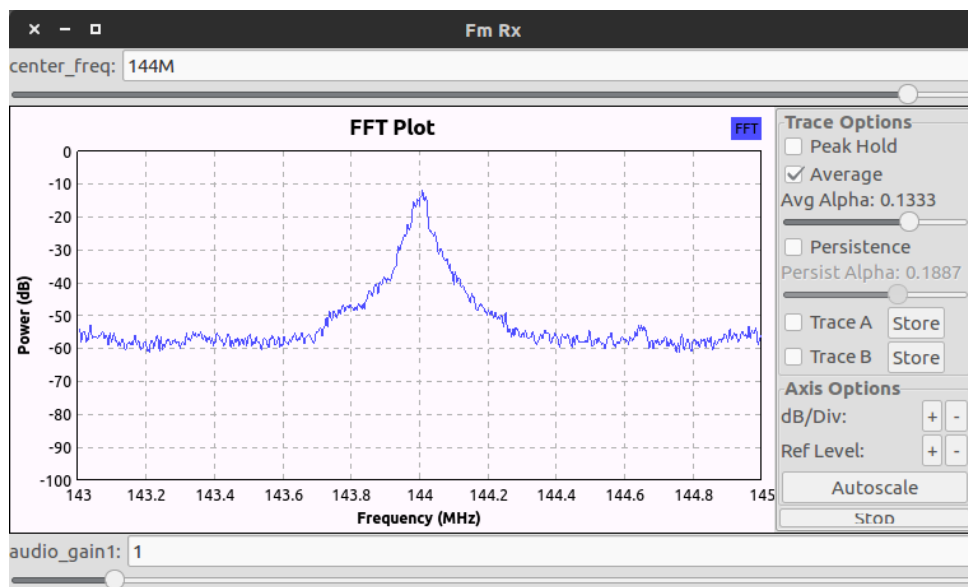 Fm Rx
center_freq: 144M
FFT Plot
FFT
0
-10
-20
-30
-40
-50
-60
-70
-80
-90
-100
Power (dB)
143 143.2 143.4 143.6 143.8 144 144.2 144.4 144.6 144.8 145
Frequency (MHz)
Trace Options
Peak Hold
Average
Avg Alpha: 0.1333
Persistence
Persist Alpha: 0.1887
Trace A Store
Trace B Store
Axis Options
dB/Div: + -
Ref Level: + -
Autoscale
Stop
audio_gain1: 1